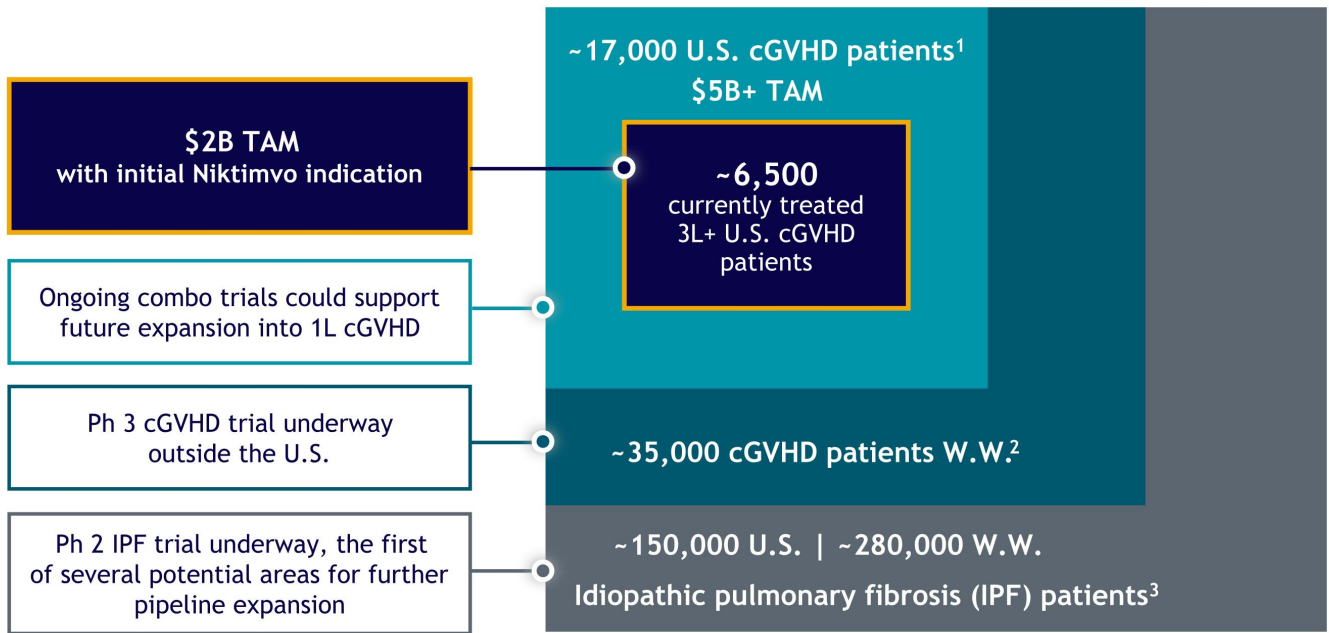 ~17,000 U.S. cGVHD patients¹
$5B+ TAM
$2B TAM
with initial Niktimvo indication
~6,500
currently treated
3L+ U.S. cGVHD
patients
Ongoing combo trials could support
future expansion into 1L cGVHD
Ph 3 cGVHD trial underway
outside the U.S.
~35,000 cGVHD patients W.W.²
Ph 2 IPF trial underway, the first
of several potential areas for further
pipeline expansion
~150,000 U.S. | ~280,000 W.W.
Idiopathic pulmonary fibrosis (IPF) patients³